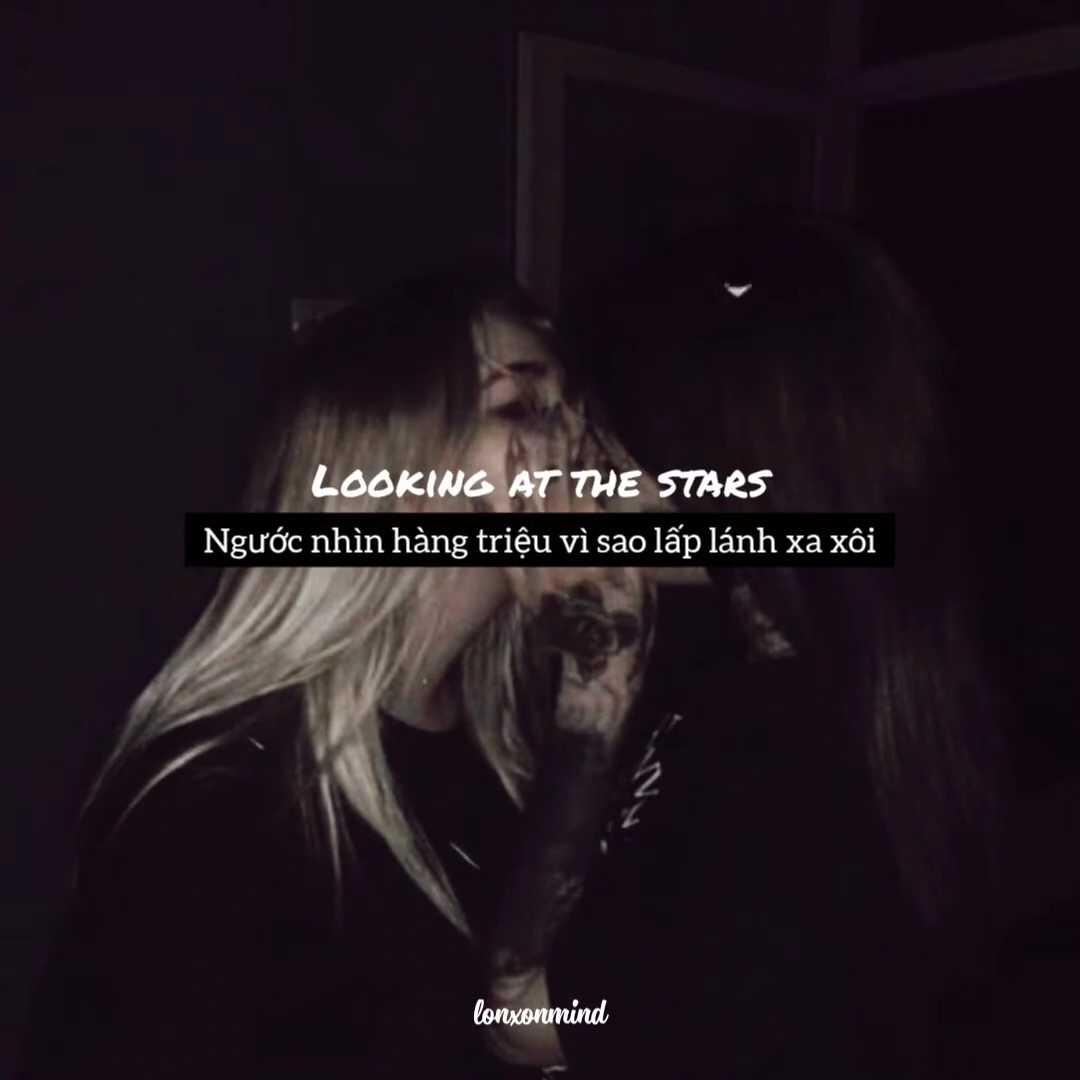 Looking at the stars
Ngước nhìn hàng triệu vì sao lấp lánh xa xôi
lonxonmind